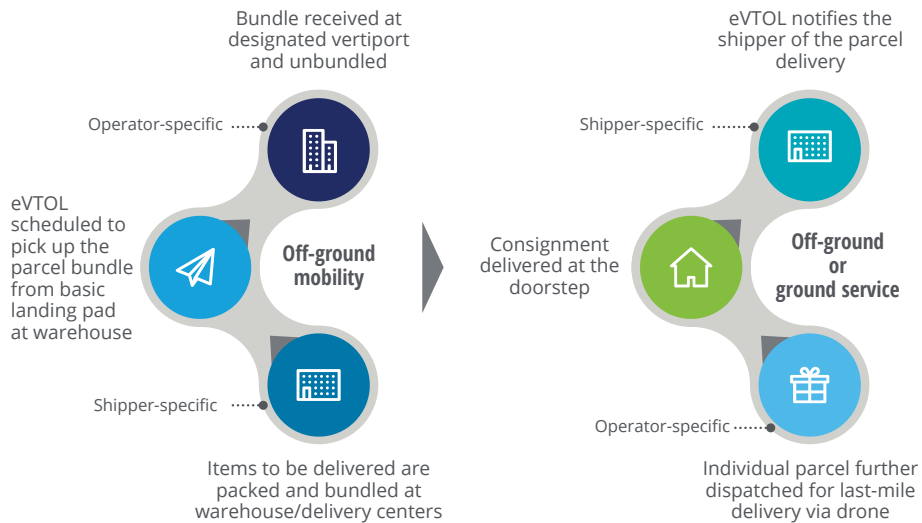 Bundle received at
designated vertiport
and unbundled
Operator-specific
eVTOL
scheduled to
pick up the
parcel bundle
from basic
landing pad
at warehouse
Off-ground
mobility
Shipper-specific
Items to be delivered are
packed and bundled at
warehouse/delivery centers
eVTOL notifies the
shipper of the parcel
delivery
Shipper-specific
Consignment
delivered at the
doorstep
Off-ground
or
ground service
Operator-specific
Individual parcel further
dispatched for last-mile
delivery via drone